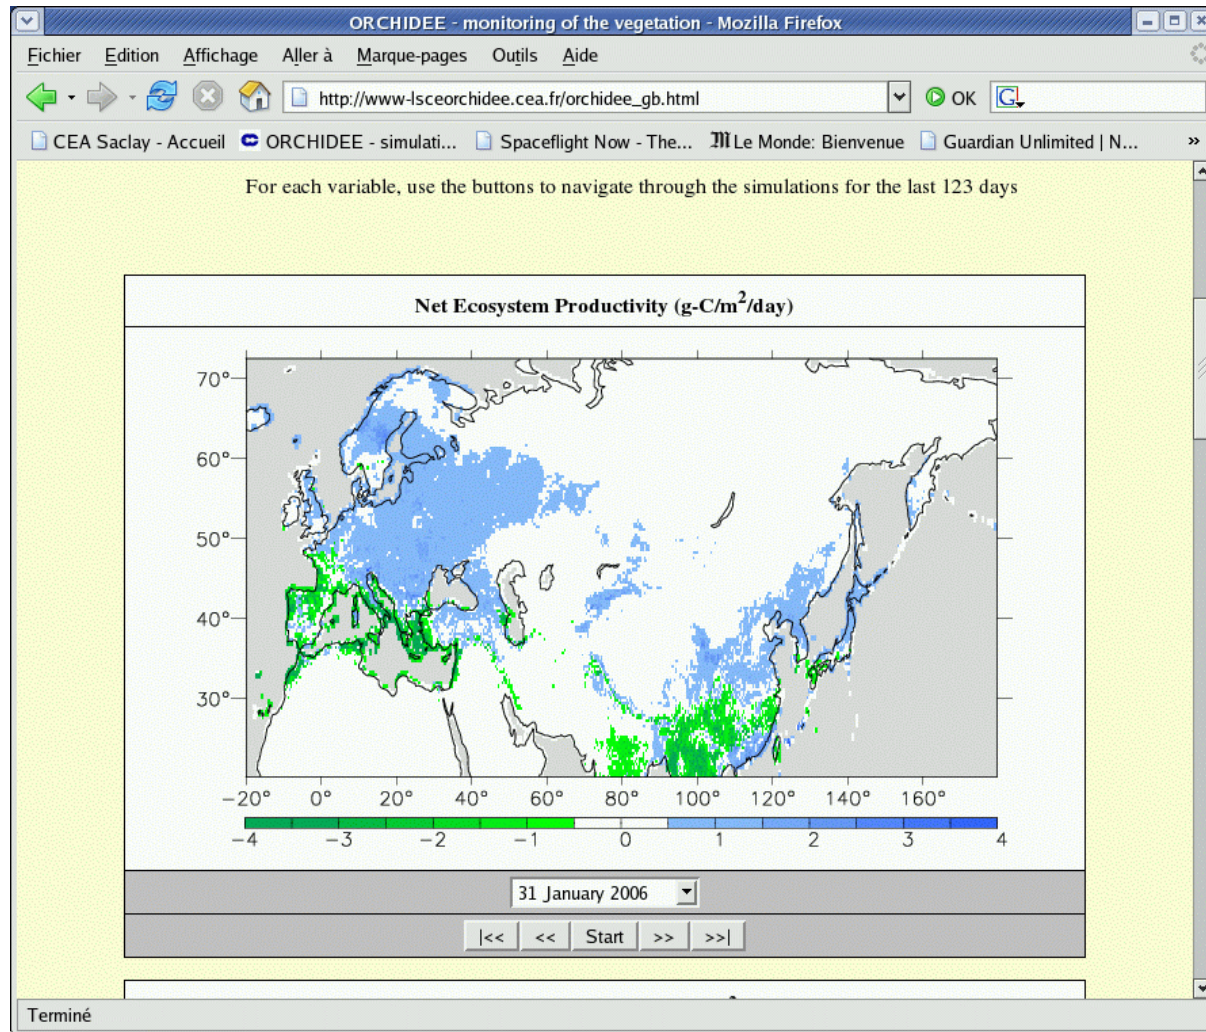 ORCHIDEE - monitoring of the vegetation - Mozilla Firefox
Fichier Edition Affichage Aller à Marque-pages Outils Aide
http://www-lsceorchidee.cea.fr/orchidee_gb.html OK G
CEA Saclay - Accueil ORCHIDEE - simulati... Spaceflight Now - The... Le Monde: Bienvenue Guardian Unlimited | N... »
For each variable, use the buttons to navigate through the simulations for the last 123 days
Net Ecosystem Productivity (g-C/m²/day)
70°
60°
50°
40°
30°
-20° 0° 20° 40° 60° 80° 100° 120° 140° 160°
-4 -3 -2 -1 0 1 2 3 4
31 January 2006
|<< << Start >> >>|
Terminé